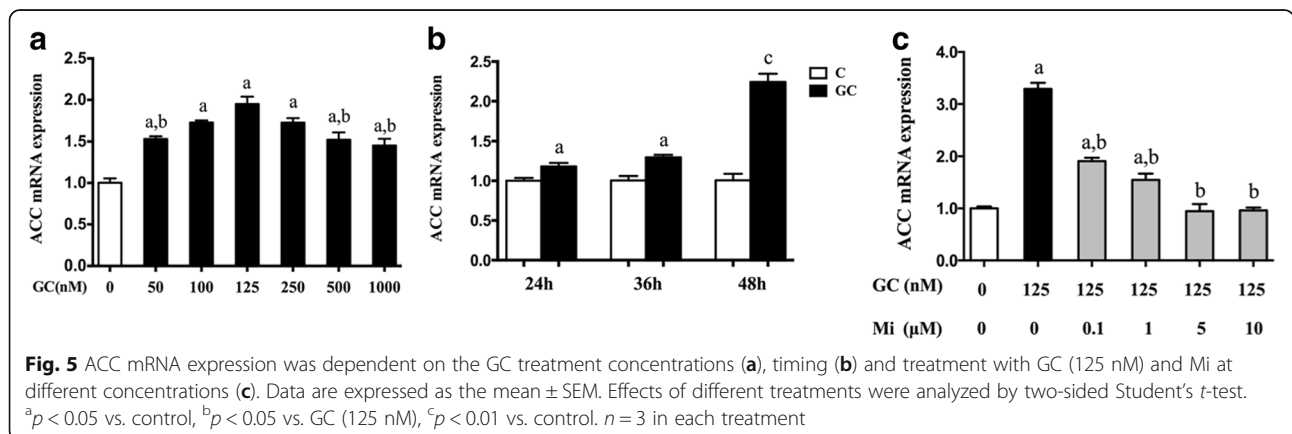 a
ACC mRNA expression
2.5
2.0
1.5
1.0
0.5
0.0
a,b
a
a
a
a,b
a,b
GC(nM) 0 50 100 125 250 500 1000
b
ACC mRNA expression
2.5
2.0
1.5
1.0
0.5
0.0
a
a
c
C
GC
24h 36h 48h
c
ACC mRNA expression
4.0
3.0
2.0
1.0
0.0
a
a,b
a,b
b
b
GC (nM) 0 125 125 125 125 125
Mi (µM) 0 0 0.1 1 5 10
Fig. 5 ACC mRNA expression was dependent on the GC treatment concentrations (a), timing (b) and treatment with GC (125 nM) and Mi at
different concentrations (c). Data are expressed as the mean ± SEM. Effects of different treatments were analyzed by two-sided Student's t-test.
ᵃp < 0.05 vs. control, ᵇp < 0.05 vs. GC (125 nM), ᶜp < 0.01 vs. control. n = 3 in each treatment